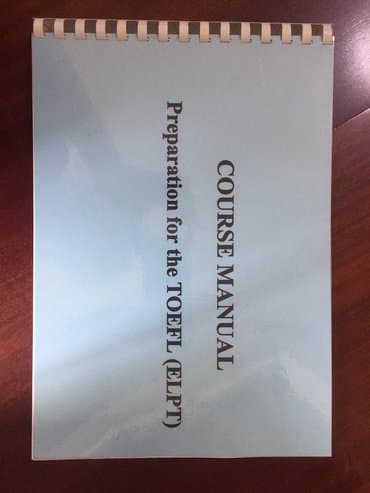 COURSE MANUAL
Preparation for the TOEFL (ELPT)